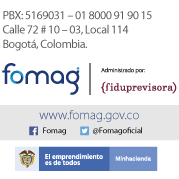 PBX: 5169031 – 01 8000 91 90 15
Calle 72 # 10 – 03, Local 114
Bogotá, Colombia.
fomag
Administrado por:
{fiduprevisora)
www.fomag.gov.co
Fomag @Fomagoficial
El emprendimiento
es de todos
Minhacienda